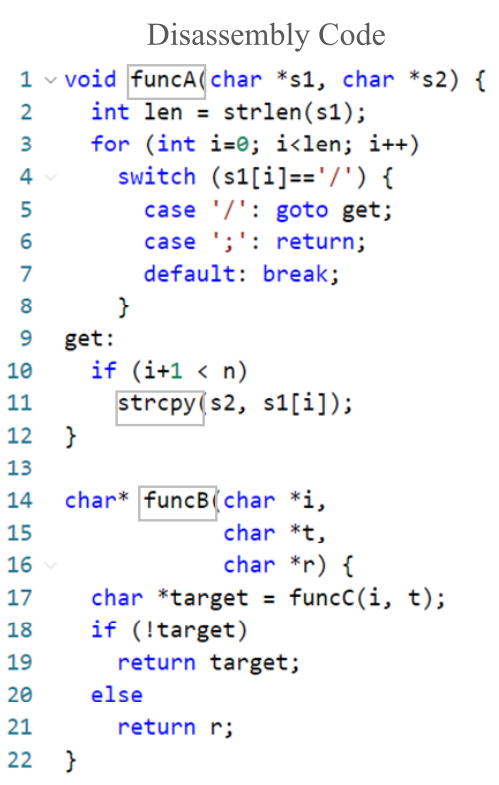 Disassembly Code
1 void funcA(char *s1, char *s2) {
2 int len = strlen(s1);
3 for (int i=0; i<len; i++)
4 switch (s1[i]=='/') {
5 case '/': goto get;
6 case ';': return;
7 default: break;
8 }
9 get:
10 if (i+1 < n)
11 strcpy(s2, s1[i]);
12 }
13
14 char* funcB(char *i,
15 char *t,
16 char *r) {
17 char *target = funcC(i, t);
18 if (!target)
19 return target;
20 else
21 return r;
22 }